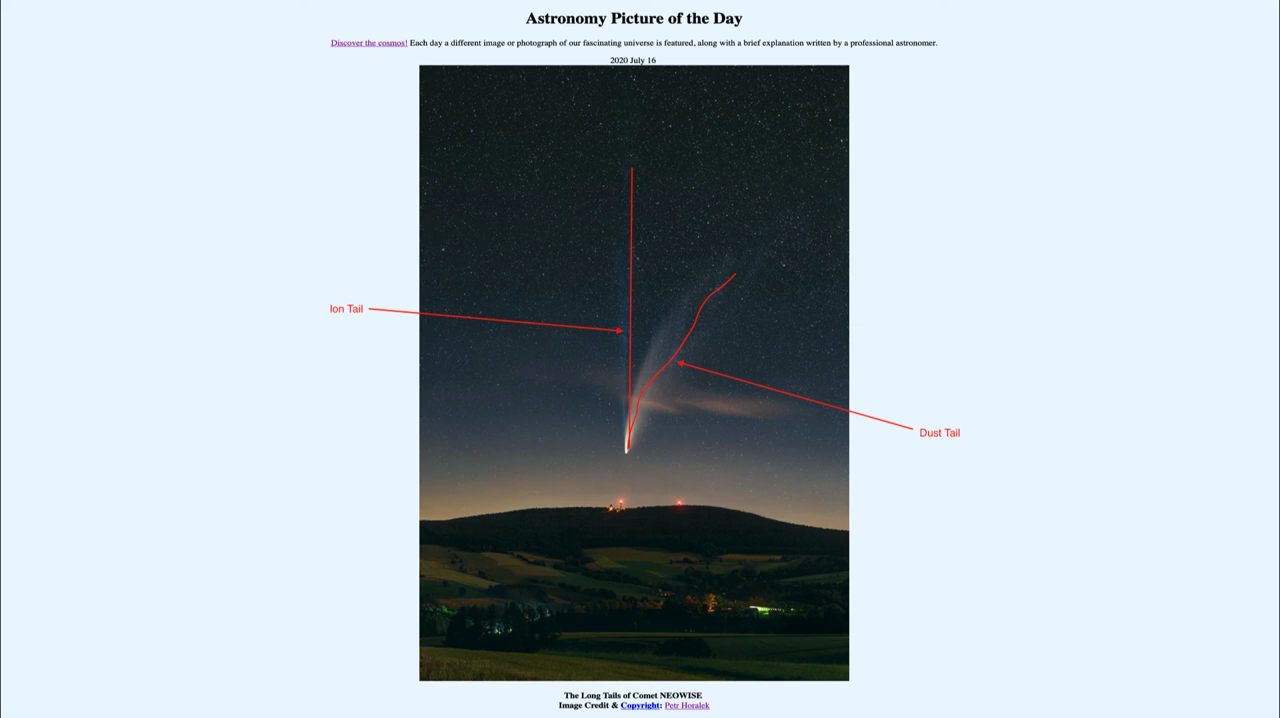 Astronomy Picture of the Day
Discover the cosmos! Each day a different image or photograph of our fascinating universe is featured, along with a brief explanation written by a professional astronomer.
2020 July 16
Ion Tail
Dust Tail
The Long Tails of Comet NEOWISE
Image Credit & Copyright: Petr Horalek